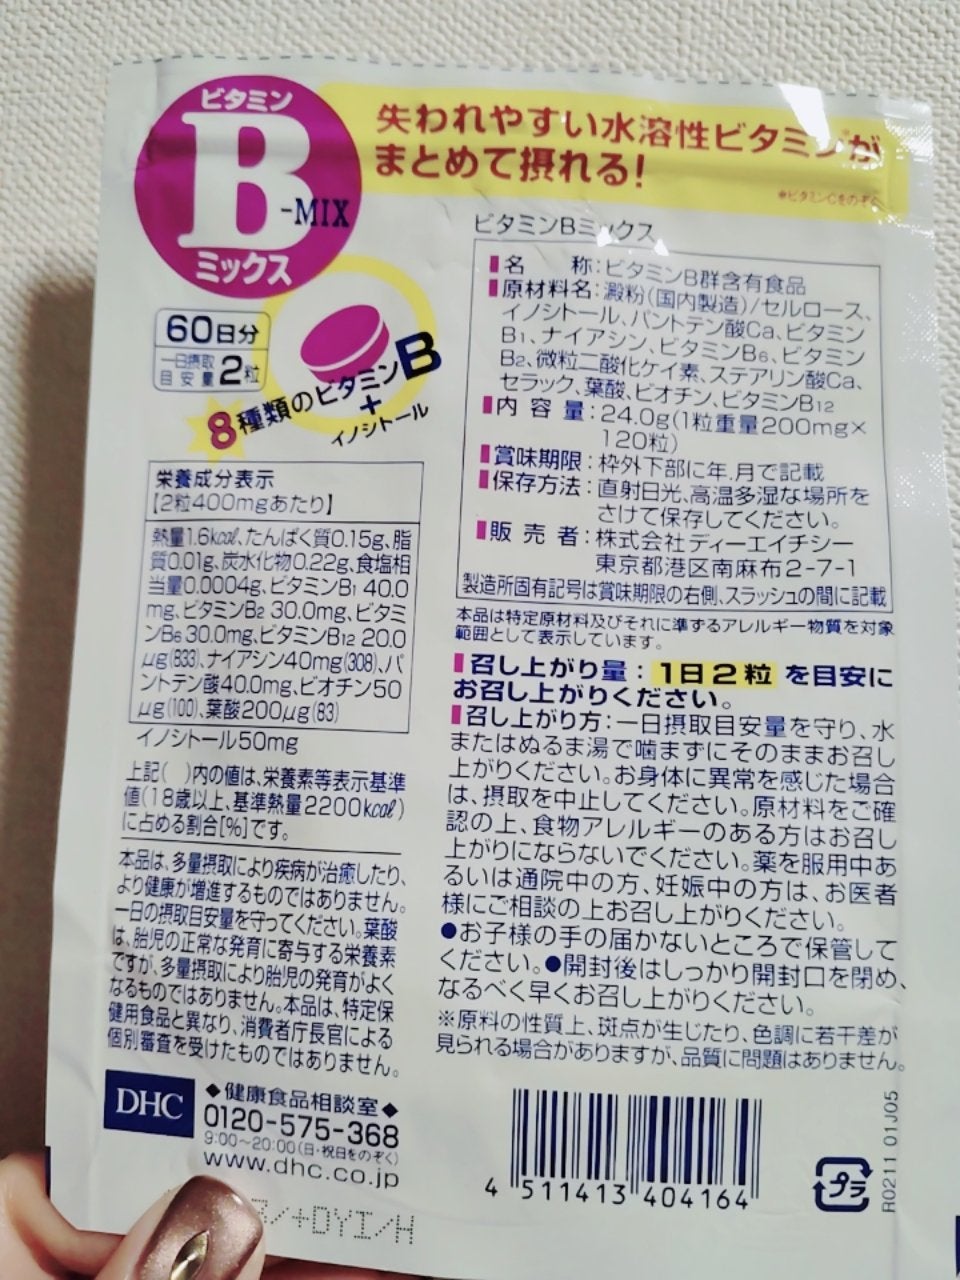 ビタミン
B
-MIX
ミックス
失われやすい水溶性ビタミン※が
まとめて摂れる!
※ビタミンCをのぞく
60日分
一日摂取
目安量2粒
8種類のビタミンB
+
イノシトール
栄養成分表示
【2粒400mgあたり】
熱量1.6kcal、たんぱく質0.15g、脂
質0.01g、炭水化物0.22g、食塩相
当量0.0004g、ビタミンB1 40.0
mg、ビタミンB2 30.0mg、ビタミ
ンB6 30.0mg、ビタミンB12 20.0
μg(833)、ナイアシン40mg(308)、パ
ントテン酸40.0mg、ビオチン50
μg(100)、葉酸200μg(83)
イノシトール50mg
上記( )内の値は、栄養素等表示基準
値(18歳以上、基準熱量2200kcal)
に占める割合[%]です。
本品は、多量摂取により疾病が治癒したり、
より健康が増進するものではありません。
一日の摂取目安量を守ってください。葉酸
は、胎児の正常な発育に寄与する栄養素
ですが、多量摂取により胎児の発育がよく
なるものではありません。本品は、特定保
健用食品と異なり、消費者庁長官による
個別審査を受けたものではありません。
DHC
◆健康食品相談室◆
0120-575-368
9:00~20:00(日・祝日をのぞく)
www.dhc.co.jp
ビタミンBミックス
名 称:ビタミンB群含有食品
原材料名:澱粉(国内製造)/セルロース、
イノシトール、パントテン酸Ca、ビタミン
B1、ナイアシン、ビタミンB6、ビタミン
B2、微粒二酸化ケイ素、ステアリン酸Ca、
セラック、葉酸、ビオチン、ビタミンB12
内容量:24.0g(1粒重量200mg×
120粒)
賞味期限:枠外下部に年.月で記載
保存方法:直射日光、高温多湿な場所を
さけて保存してください。
販売者:株式会社ディーエイチシー
東京都港区南麻布2-7-1
製造所固有記号は賞味期限の右側、スラッシュの間に記載
本品は特定原材料及びそれに準ずるアレルギー物質を対象
範囲として表示しています。
召し上がり量:1日2粒を目安に
お召し上がりください。
召し上がり方:一日摂取目安量を守り、水
またはぬるま湯で噛まずにそのままお召し
上がりください。お身体に異常を感じた場合
は、摂取を中止してください。原材料をご確
認の上、食物アレルギーのある方はお召し
上がりにならないでください。薬を服用中あ
るいは通院中の方、妊娠中の方は、お医者
様にご相談の上お召し上がりください。
●お子様の手の届かないところで保管して
ください。●開封後はしっかり開封口を閉め、
なるべく早くお召し上がりください。
※原料の性質上、斑点が生じたり、色調に若干差が
見られる場合がありますが、品質に問題はありません。
4 511413 404164
プラ
R0211 01J05
/+DYI/H